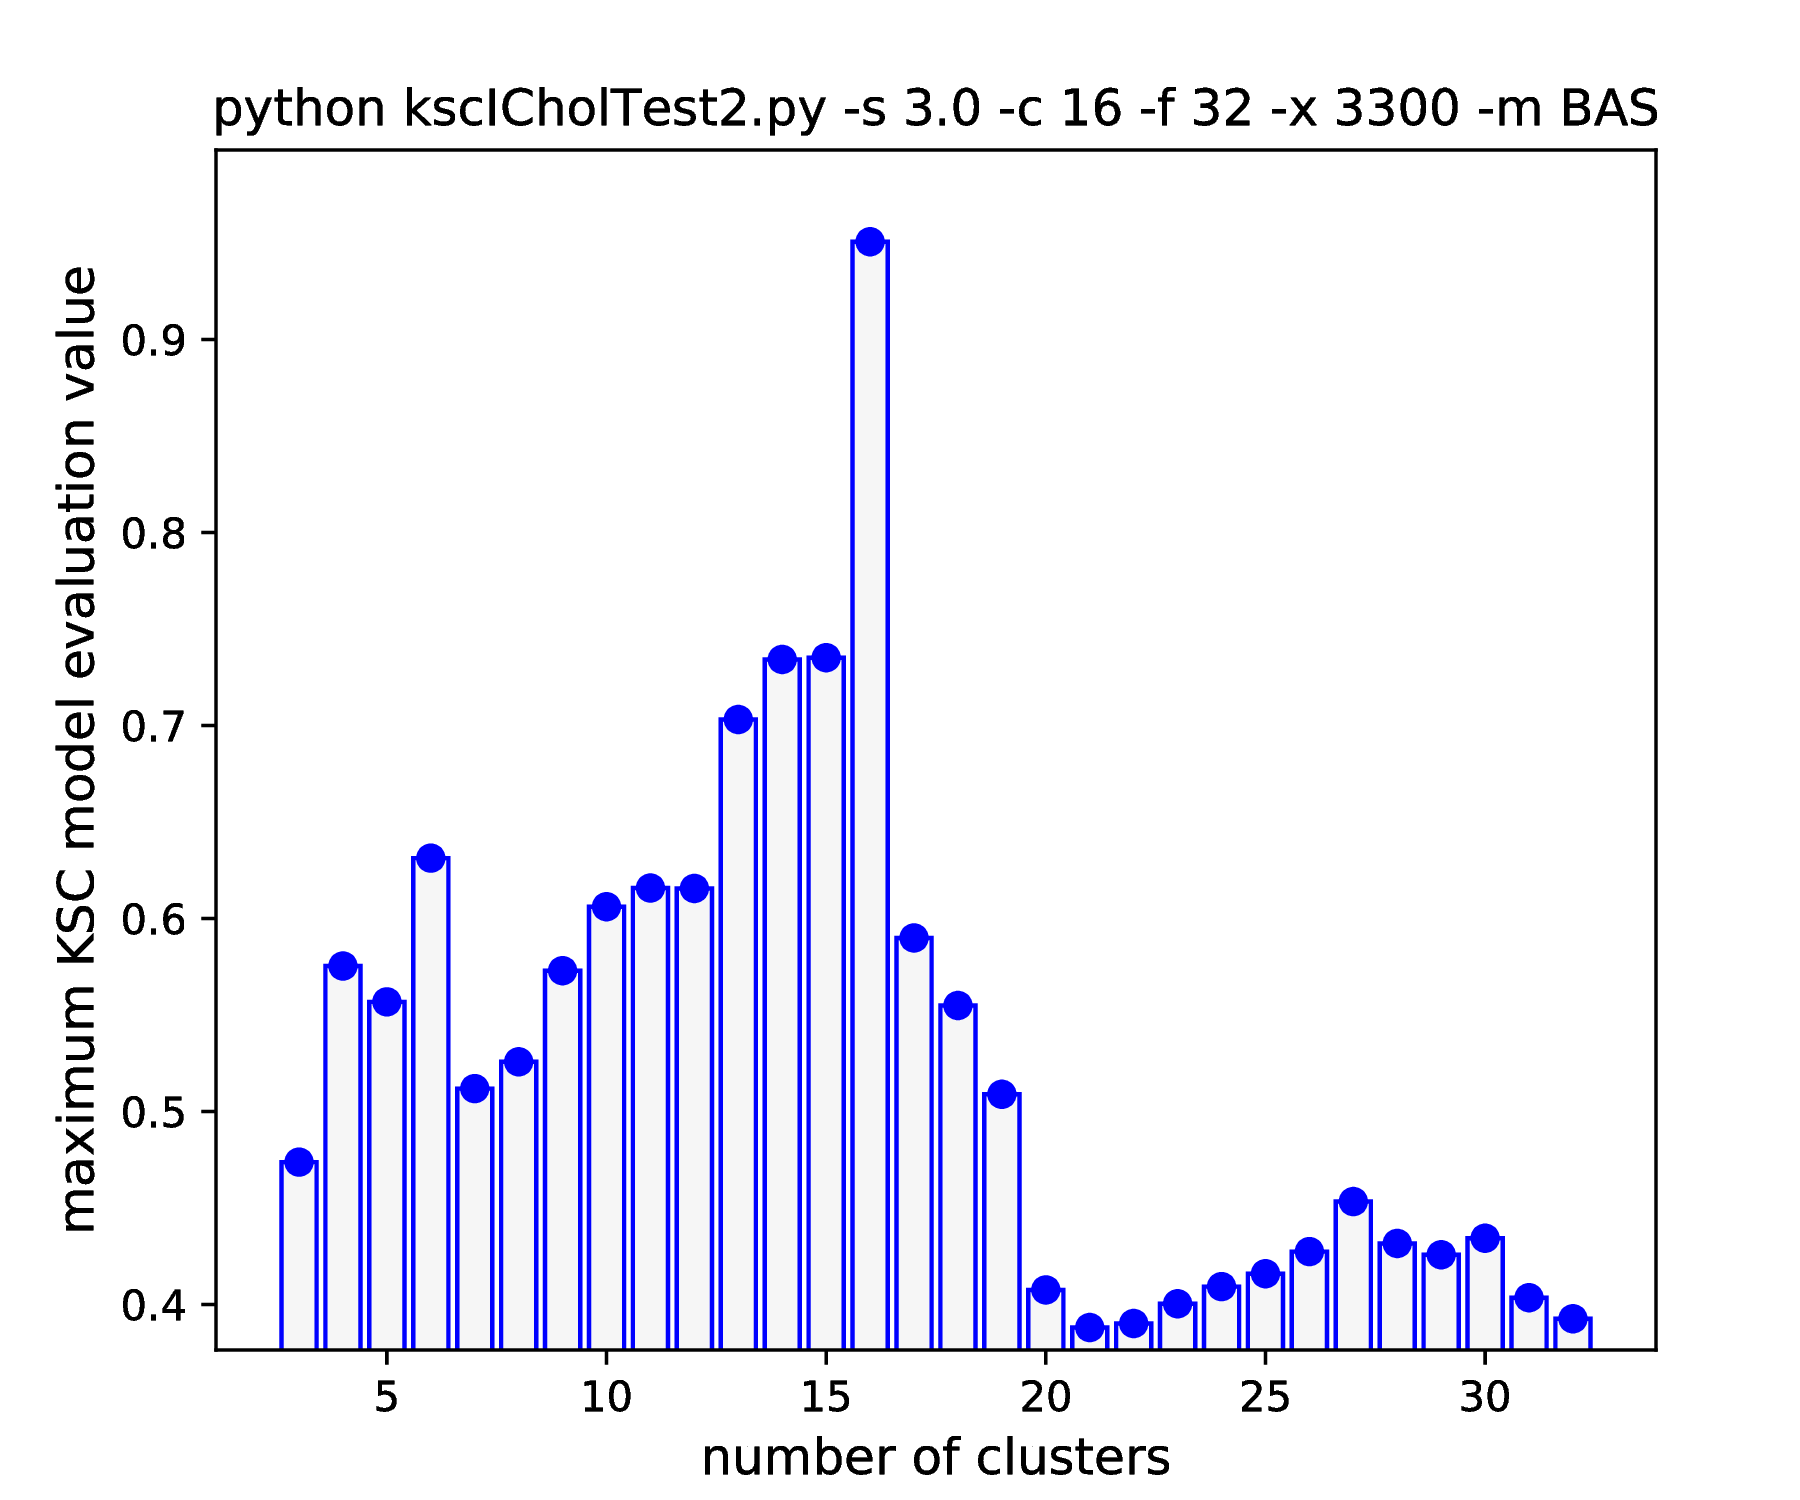 python kscICholTest2.py -s 3.0 -c 16 -f 32 -x 3300 -m BAS
maximum KSC model evaluation value
0.9
0.8
0.7
0.6
0.5
0.4
5 10 15 20 25 30
number of clusters